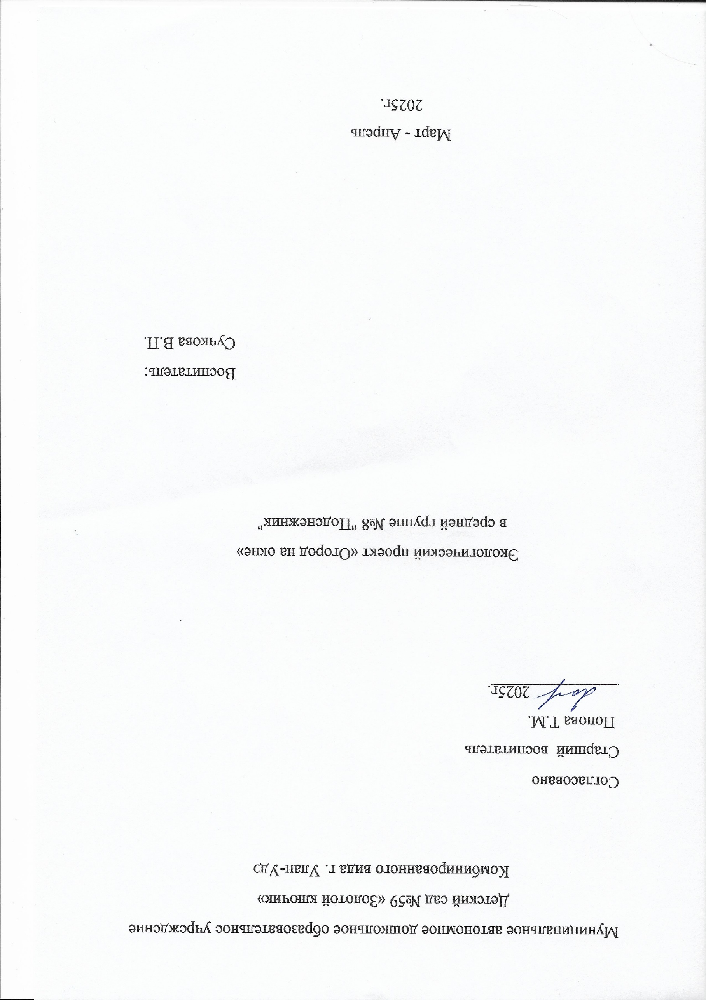 Муниципальное автономное дошкольное образовательное учреждение
Детский сад №59 «Золотой ключик»
Комбинированного вида г. Улан-Удэ
Согласовано
Старший воспитатель
Попова Т.М.
2025г.
Экологический проект «Огород на окне»
в средней группе №8 "Подснежник"
Воспитатель:
Сучкова В.П.
Март - Апрель
2025г.